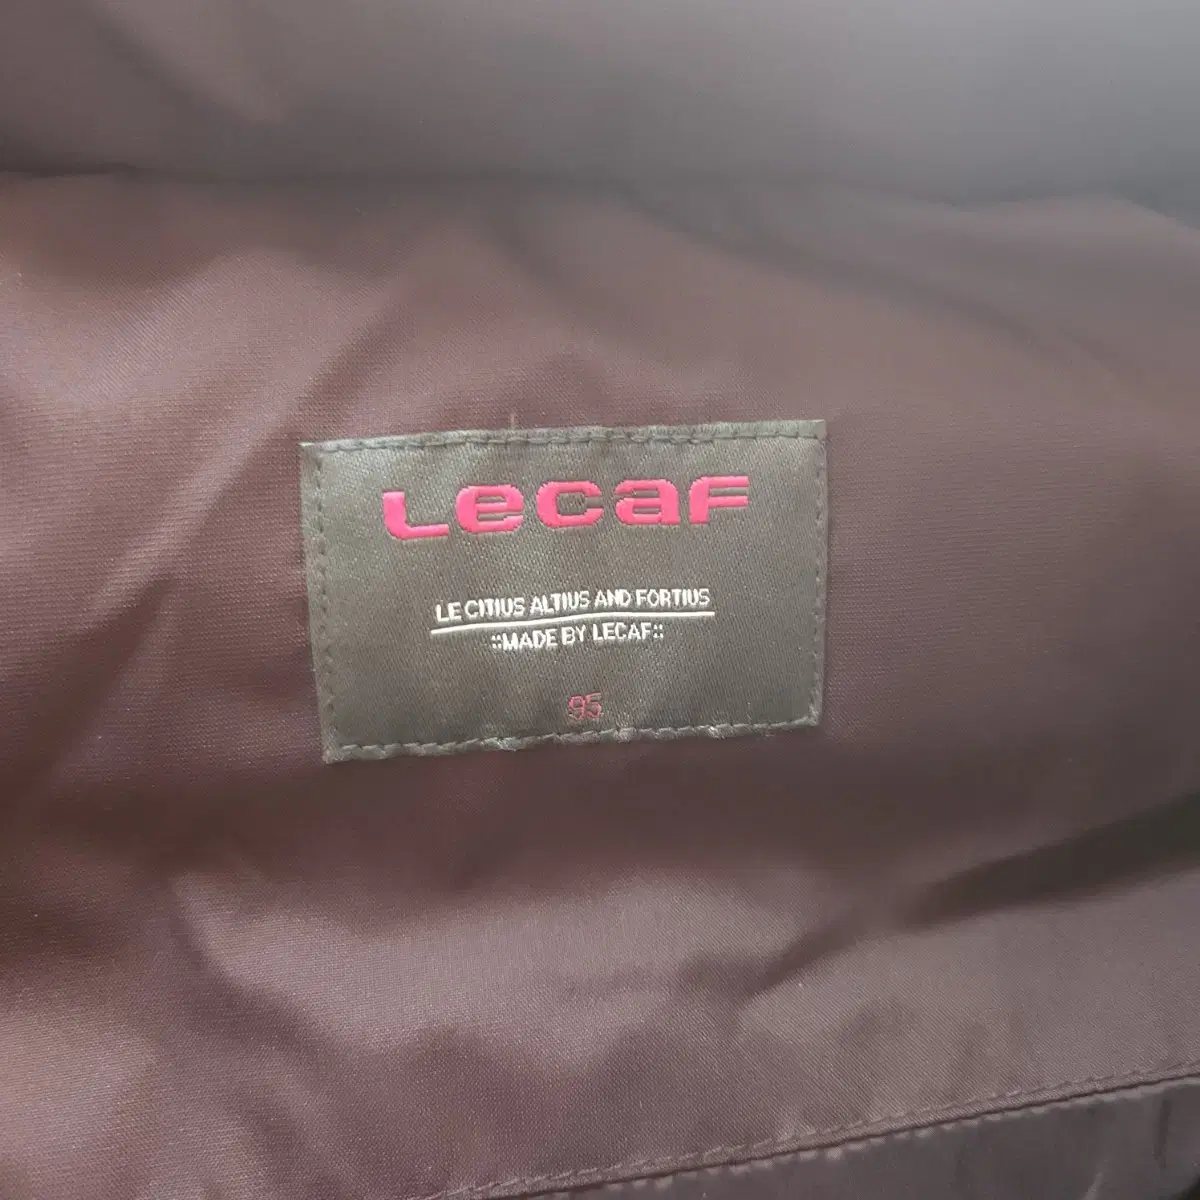 Lecaf
LE CITIUS ALTIUS AND FORTIUS
::MADE BY LECAF::
95